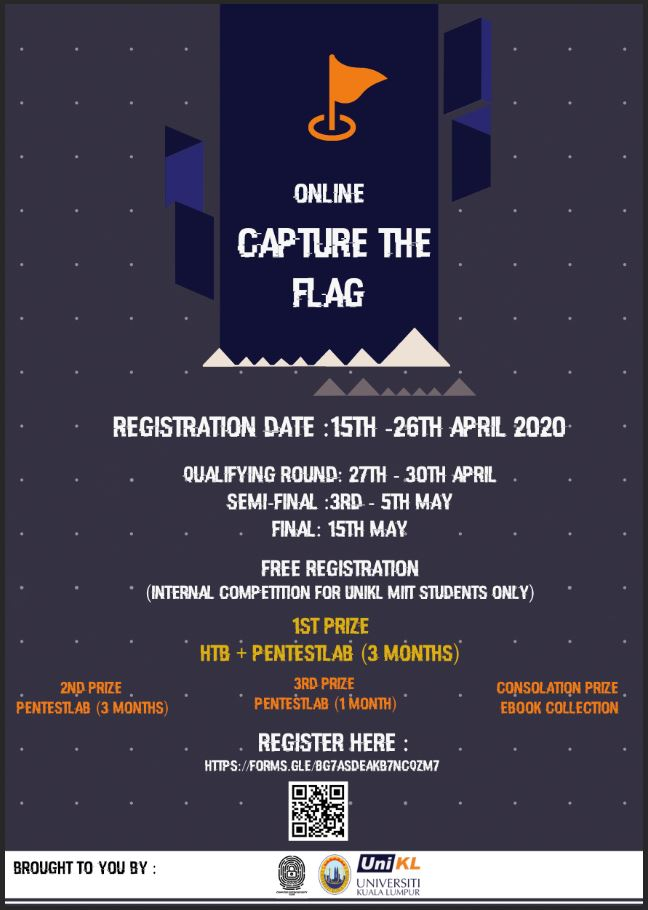 ONLINE
CAPTURE THE
FLAG
REGISTRATION DATE :15TH -26TH APRIL 2020
QUALIFYING ROUND: 27TH - 30TH APRIL
SEMI-FINAL :3RD - 5TH MAY
FINAL: 15TH MAY
FREE REGISTRATION
(INTERNAL COMPETITION FOR UNIKL MIIT STUDENTS ONLY)
1ST PRIZE
HTB + PENTESTLAB (3 MONTHS)
2ND PRIZE
PENTESTLAB (3 MONTHS)
3RD PRIZE
PENTESTLAB (1 MONTH)
CONSOLATION PRIZE
EBOOK COLLECTION
REGISTER HERE :
HTTPS://FORMS.GLE/8G7ASDEAKB7NCQZM7
BROUGHT TO YOU BY :
UniKL
UNIVERSITI
KUALA LUMPUR